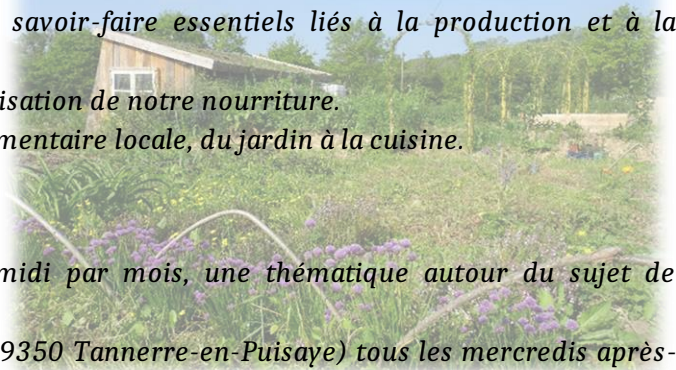 savoir-faire essentiels liés à la production et à la
isation de notre nourriture.
mentaire locale, du jardin à la cuisine.
midi par mois, une thématique autour du sujet de
9350 Tannerre-en-Puisaye) tous les mercredis après-